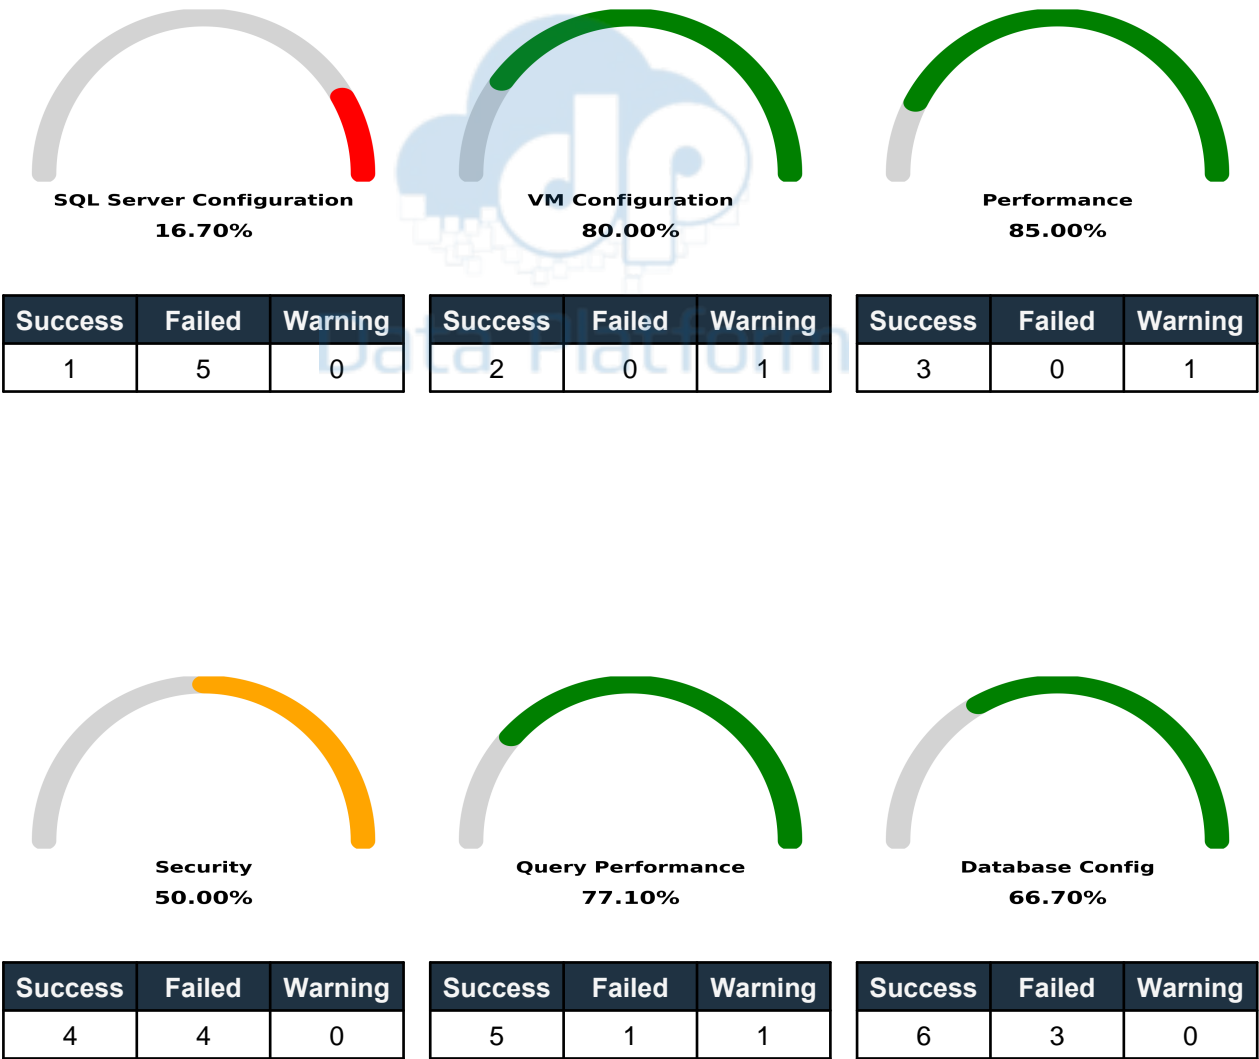 SQL Server Configuration
16.70%
VM Configuration
80.00%
Performance
85.00%
Success Failed Warning
1 5 0
Success Failed Warning
2 0 1
Success Failed Warning
3 0 1
dp
Data Platform
Security
50.00%
Query Performance
77.10%
Database Config
66.70%
Success Failed Warning
4 4 0
Success Failed Warning
5 1 1
Success Failed Warning
6 3 0